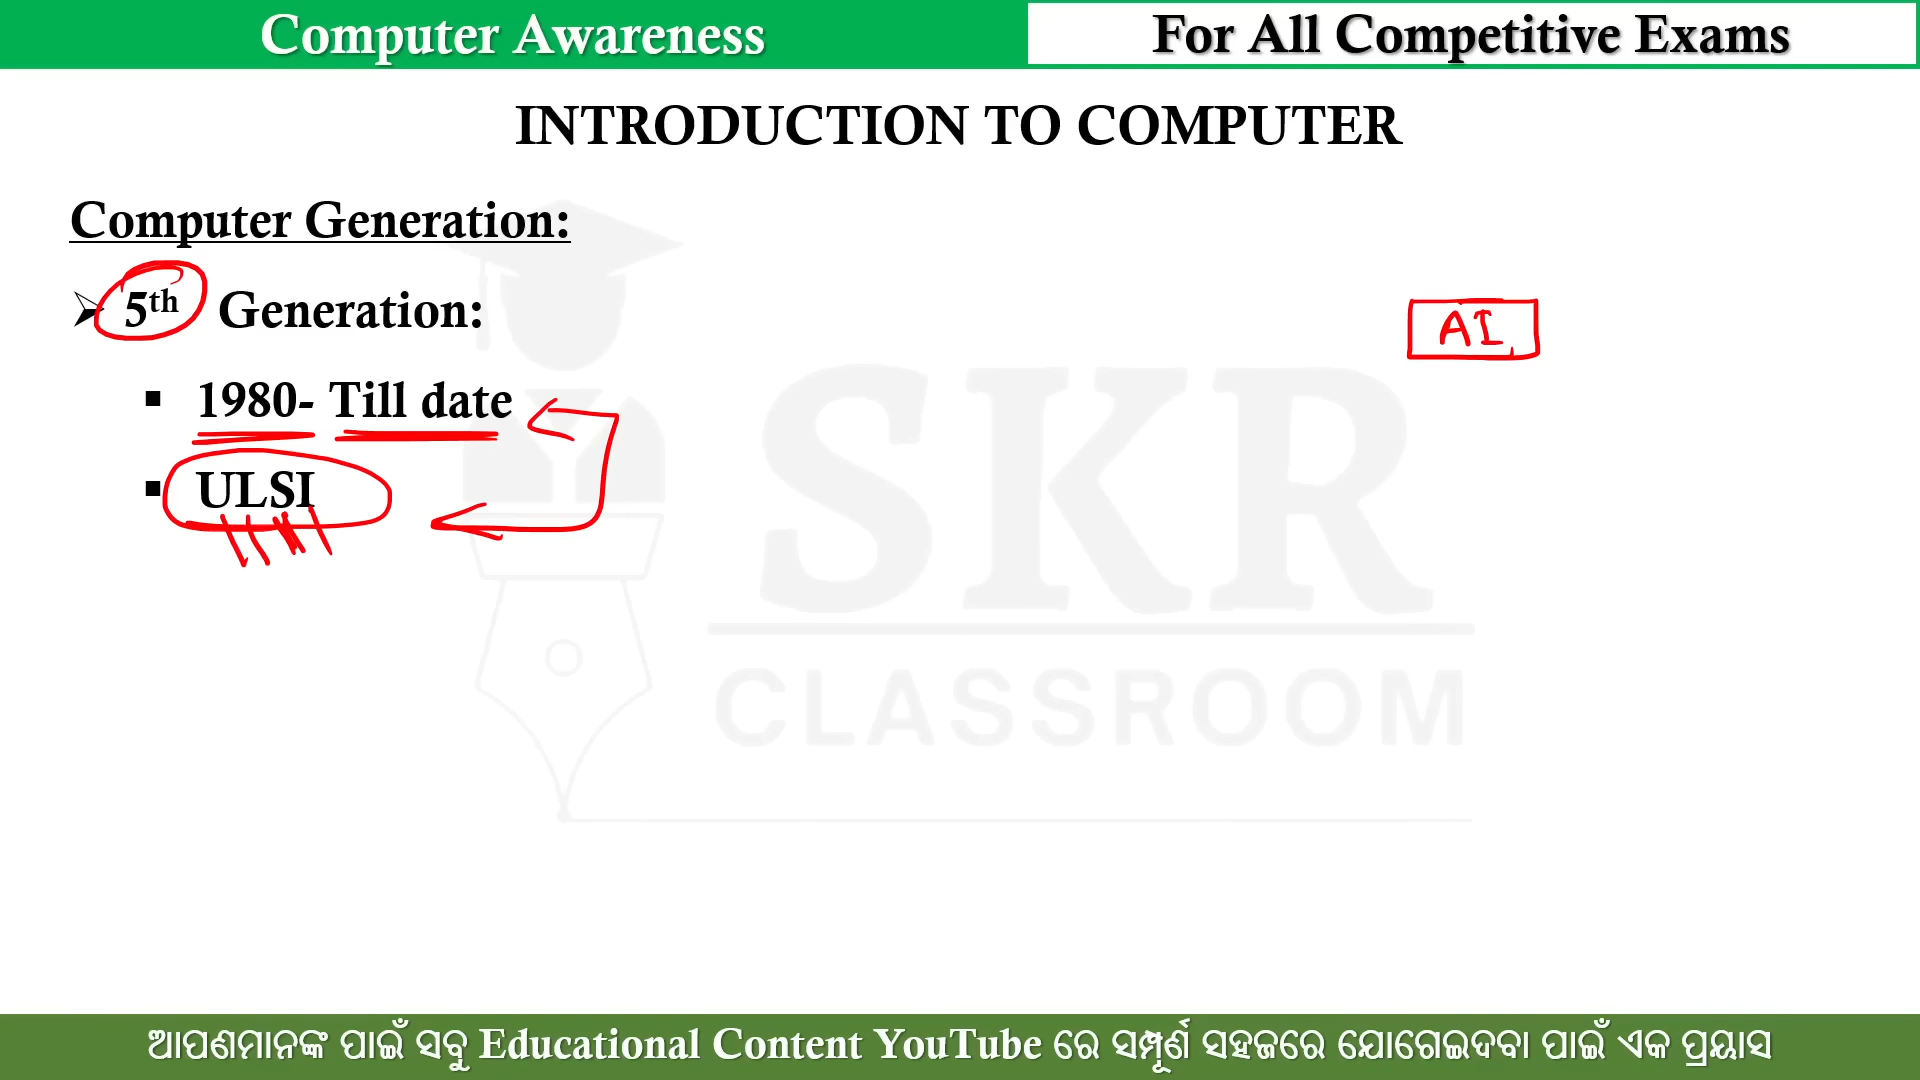 Computer Awareness
For All Competitive Exams
INTRODUCTION TO COMPUTER
Computer Generation:
➢ 5th Generation:
AI
▪ 1980- Till date
▪ ULSI
SKR
CLASSROOM
ଆପଣମାନଙ୍କ ପାଇଁ ସବୁ Educational Content YouTube ରେ ସମ୍ପୂର୍ଣ ସହଜରେ ଯୋଗେଇଦବା ପାଇଁ ଏକ ପ୍ରୟାସ